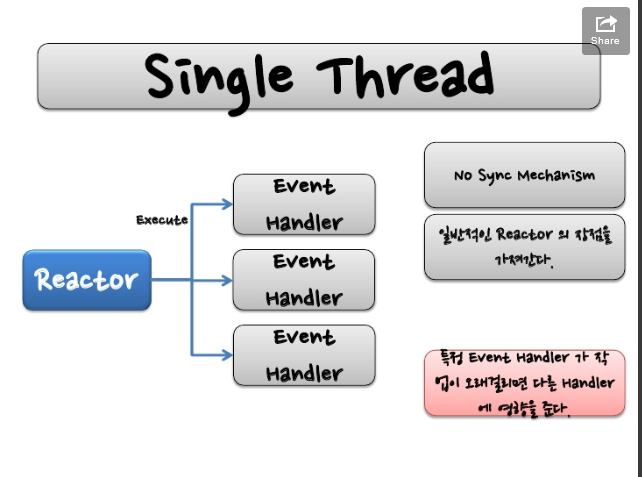 Share
Single Thread
Execute
Reactor
Event
Handler
Event
Handler
Event
Handler
No Sync Mechanism
일반적인 Reactor 의 장점을
가져간다.
특정 Event Handler 가 작
업이 오래걸리면 다른 Handler
에 영향을 준다.